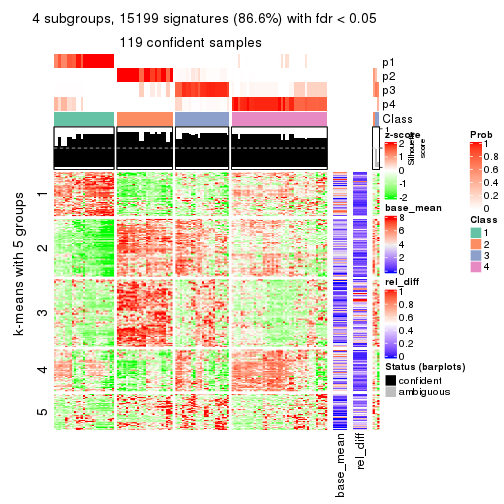 4 subgroups, 15199 signatures (86.6%) with fdr < 0.05
119 confident samples
p1
p2
p3
p4
Class
1
0
Silhouette
score
k-means with 5 groups
1
2
3
4
5
base_mean
rel_diff
z-score
2
1
0
-1
-2
base_mean
8
6
4
2
0
rel_diff
1
0.8
0.6
0.4
0.2
0
Status (barplots)
confident
ambiguous
Prob
1
0.8
0.6
0.4
0.2
0
Class
1
2
3
4